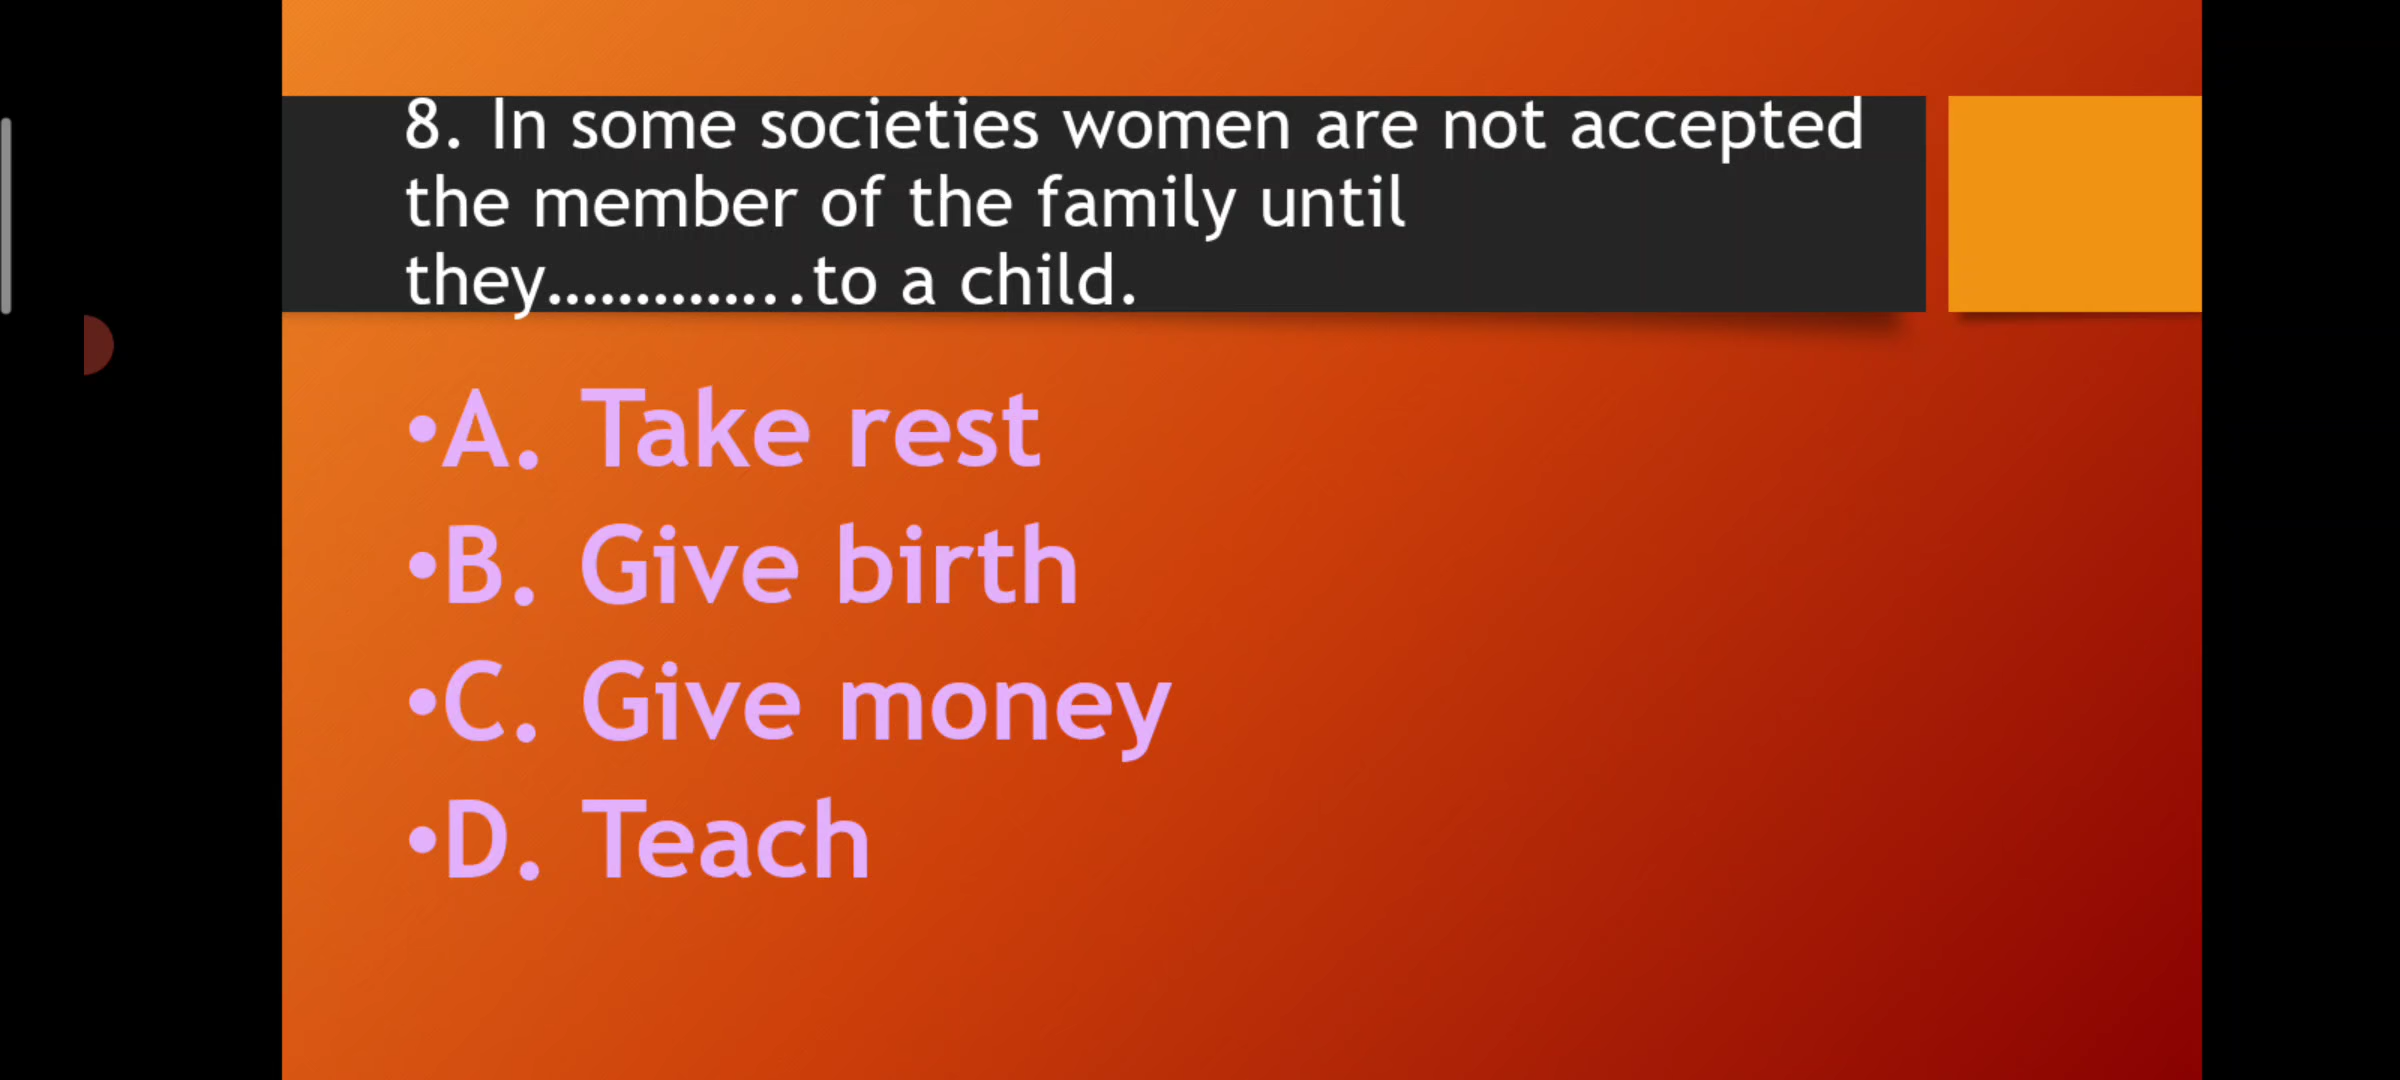 8. In some societies women are not accepted
the member of the family until
they................to a child.
•A. Take rest
•B. Give birth
•C. Give money
•D. Teach